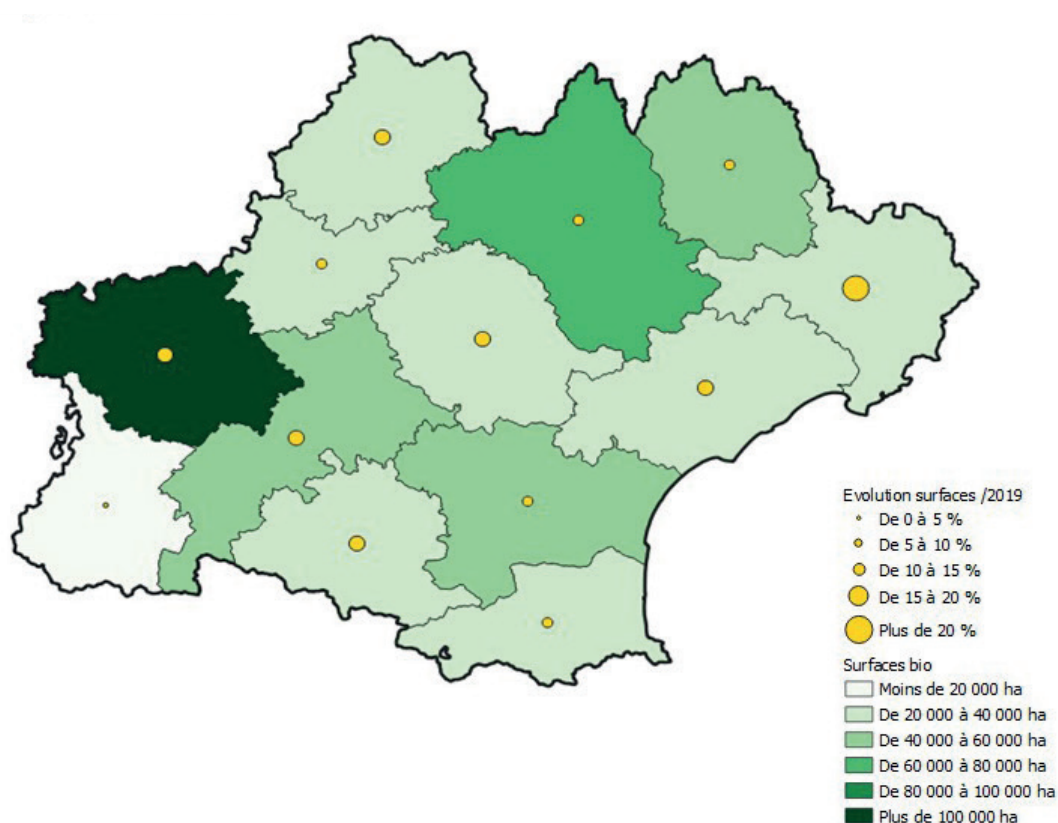 Evolution surfaces /2019
De 0 à 5 %
De 5 à 10 %
De 10 à 15 %
De 15 à 20 %
Plus de 20 %
Surfaces bio
Moins de 20 000 ha
De 20 000 à 40 000 ha
De 40 000 à 60 000 ha
De 60 000 à 80 000 ha
De 80 000 à 100 000 ha
Plus de 100 000 ha